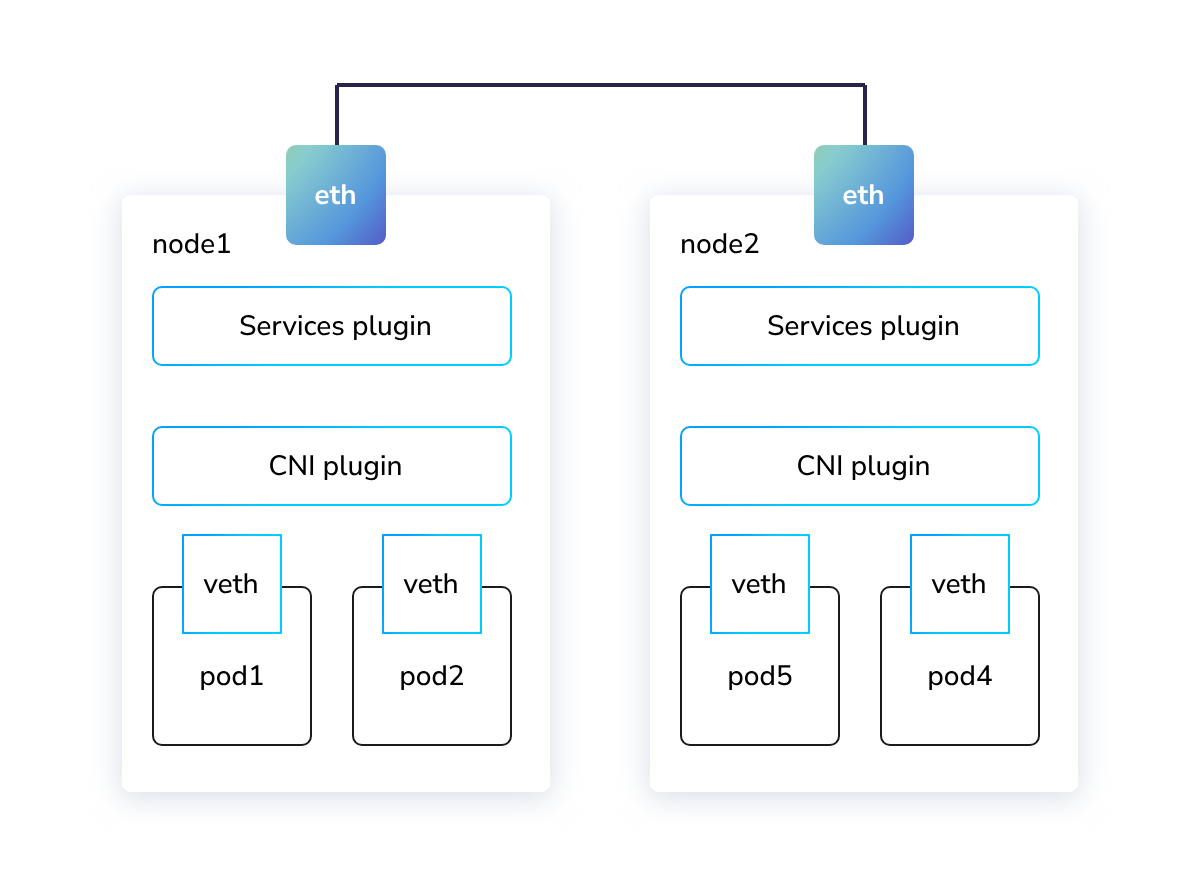 eth
eth
node1
node2
Services plugin
Services plugin
CNI plugin
CNI plugin
veth
veth
veth
veth
pod1
pod2
pod5
pod4